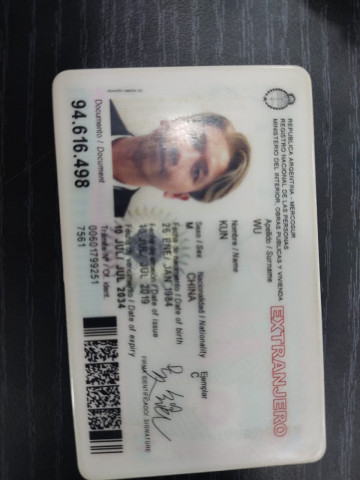 REPUBLICA ARGENTINA - MERCOSUR
REGISTRO NACIONAL DE LAS PERSONAS
MINISTERIO DEL INTERIOR, OBRAS PUBLICAS Y VIVIENDA
EXTRANJERO
Apellido / Surname
WU
Nombre / Name
KUN
Sexo / Sex Nacionalidad / Nationality Ejemplar
M CHINA C
Fecha de nacimiento / Date of birth
26 ENE/ JAN 1984
Fecha de emisión / Date of issue
JUL 2019
Fecha de vencimiento / Date of expiry
10 JUL/ JUL 2034
Documento / Document
94.616.498
Trámite Nº / Of. ident.
00601799251
7561
FIRMA IDENTIFICADO/ SIGNATURE